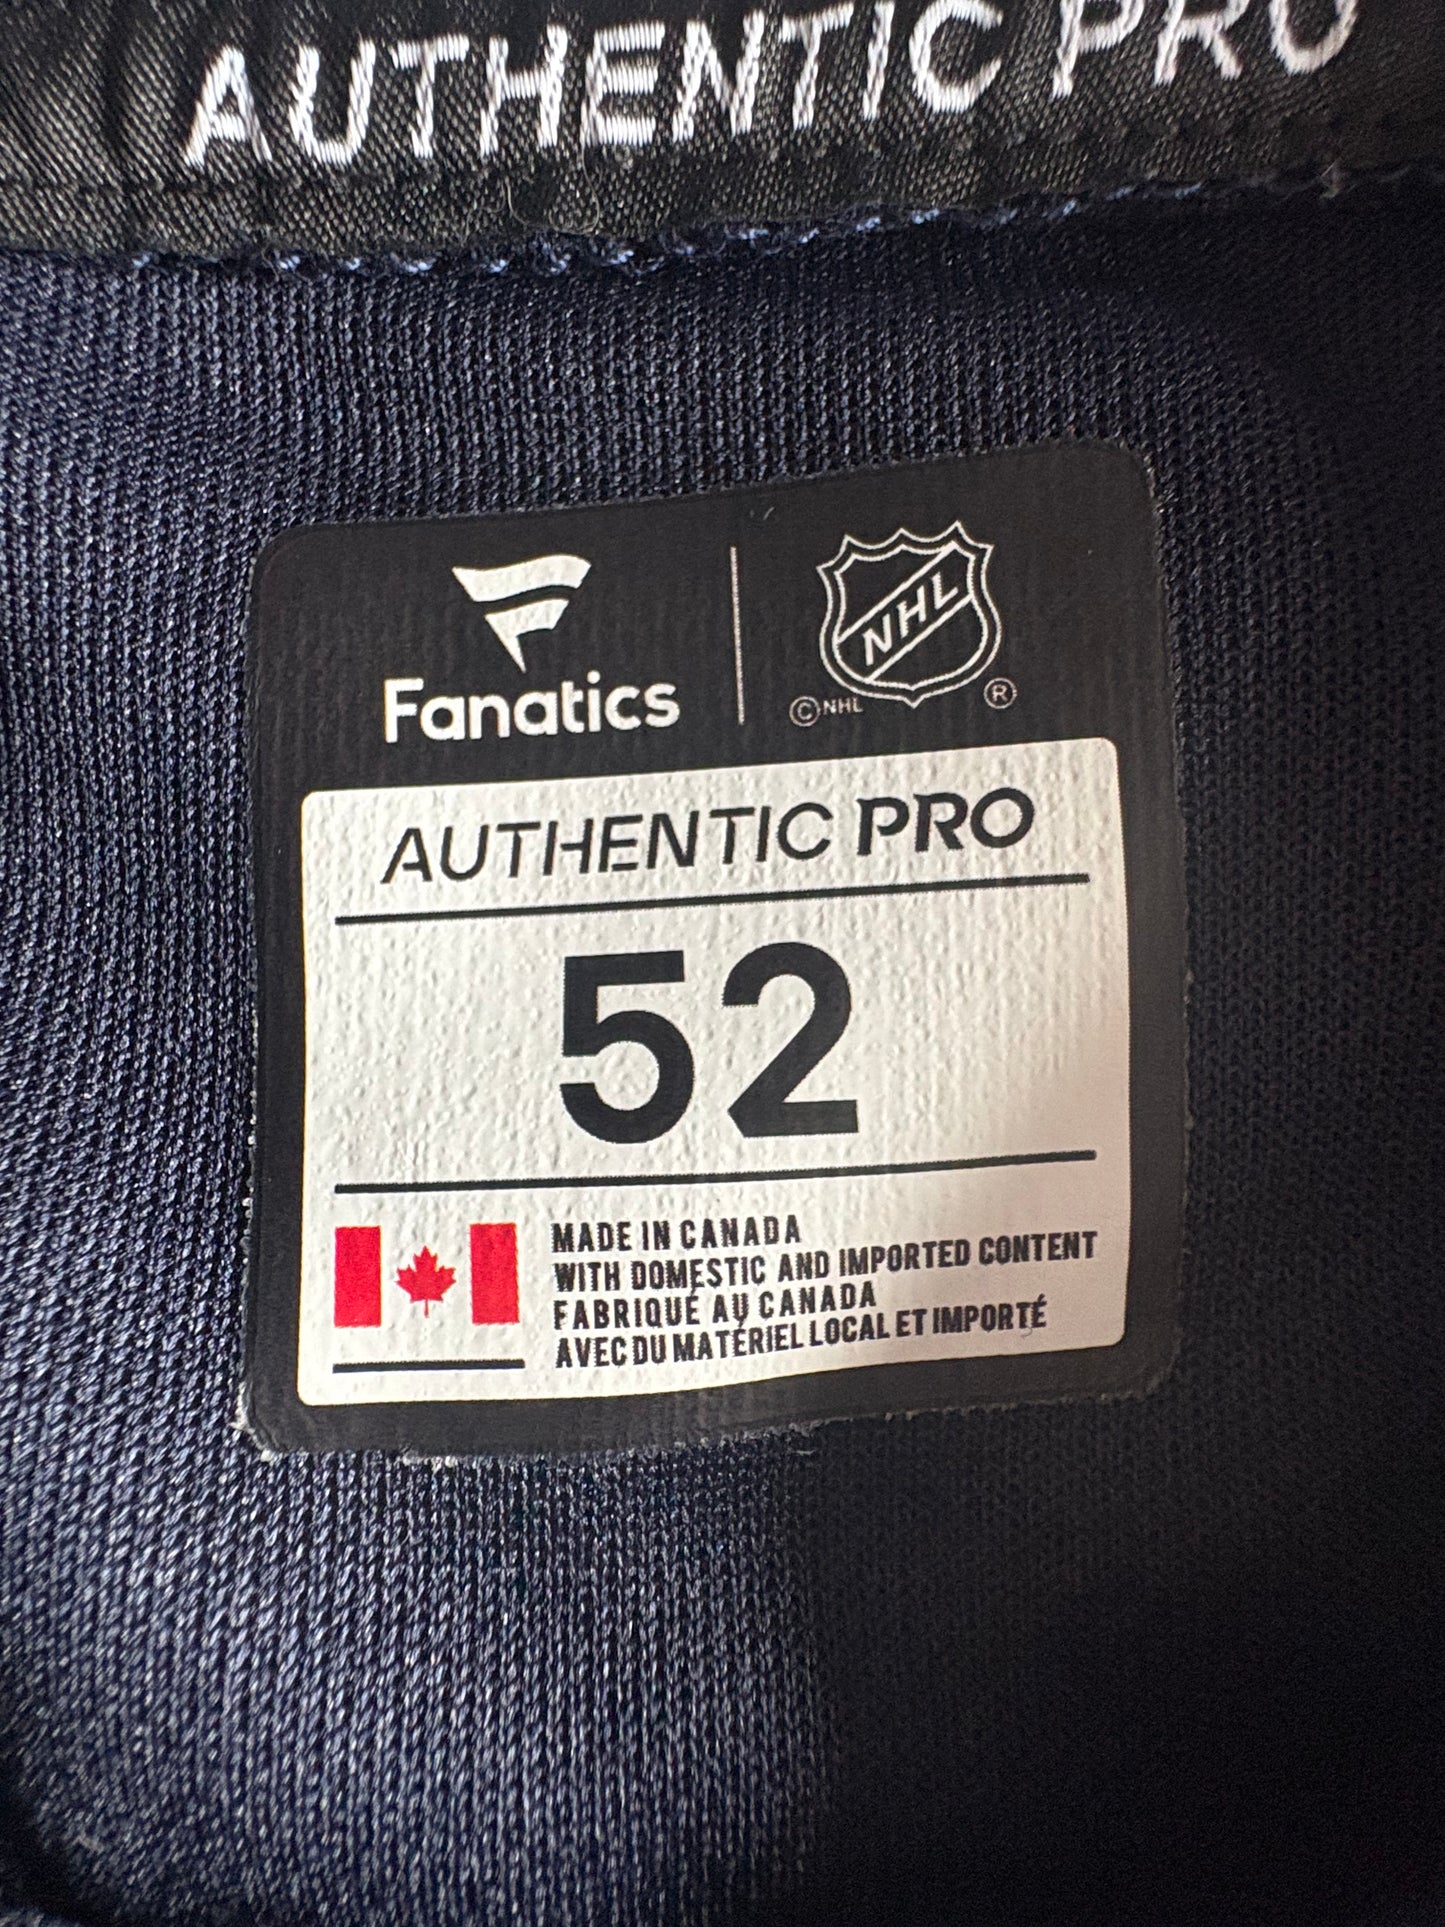 AUTHENTIC PRO
Fanatics
NHL
© NHL ®
AUTHENTIC PRO
52
MADE IN CANADA
WITH DOMESTIC AND IMPORTED CONTENT
FABRIQUÉ AU CANADA
AVEC DU MATÉRIEL LOCAL ET IMPORTÉ